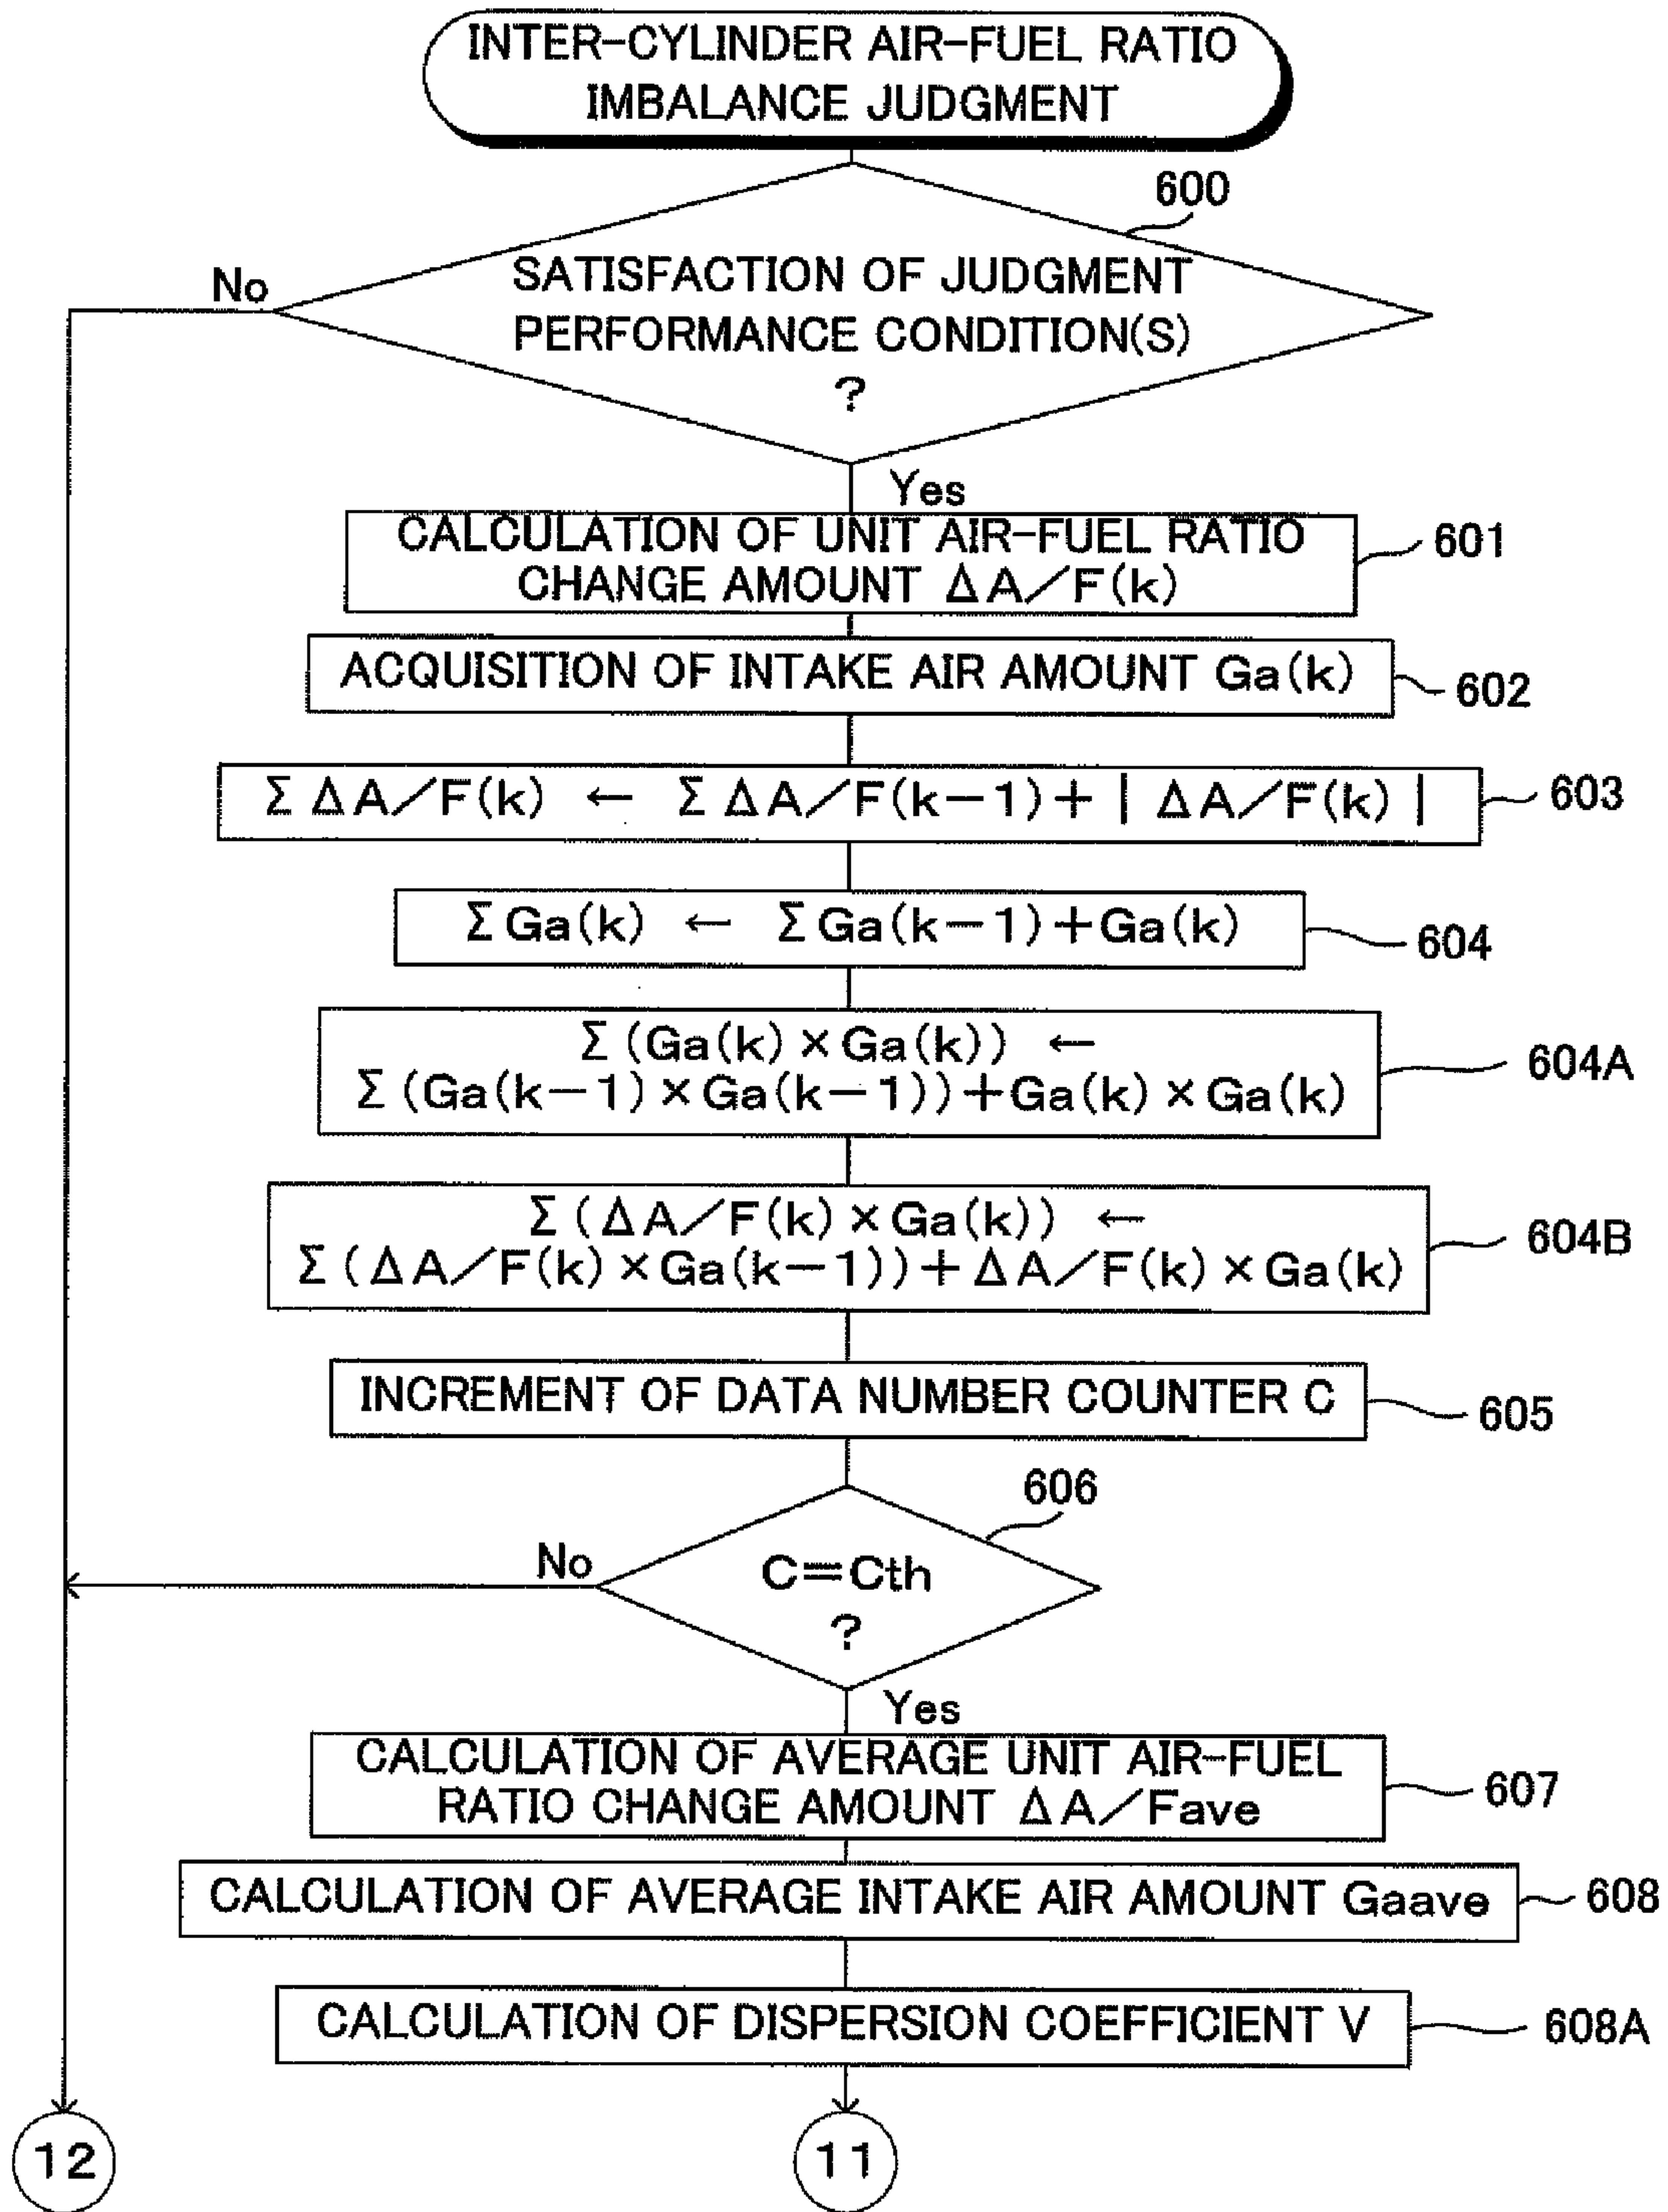 INTER-CYLINDER AIR-FUEL RATIO
IMBALANCE JUDGMENT
600
No
SATISFACTION OF JUDGMENT
PERFORMANCE CONDITION(S)
?
Yes
CALCULATION OF UNIT AIR-FUEL RATIO
CHANGE AMOUNT ΔA/F(k)
601
ACQUISITION OF INTAKE AIR AMOUNT Ga(k)
602
ΣΔA/F(k) ← ΣΔA/F(k-1)+|ΔA/F(k)|
603
ΣGa(k) ← ΣGa(k-1)+Ga(k)
604
Σ(Ga(k)×Ga(k)) ←
Σ(Ga(k-1)×Ga(k-1))+Ga(k)×Ga(k)
604A
Σ(ΔA/F(k)×Ga(k)) ←
Σ(ΔA/F(k)×Ga(k-1))+ΔA/F(k)×Ga(k)
604B
INCREMENT OF DATA NUMBER COUNTER C
605
606
No
C=Cth
?
Yes
CALCULATION OF AVERAGE UNIT AIR-FUEL
RATIO CHANGE AMOUNT ΔA/Fave
607
CALCULATION OF AVERAGE INTAKE AIR AMOUNT Gaave
608
CALCULATION OF DISPERSION COEFFICIENT V
608A
12
11